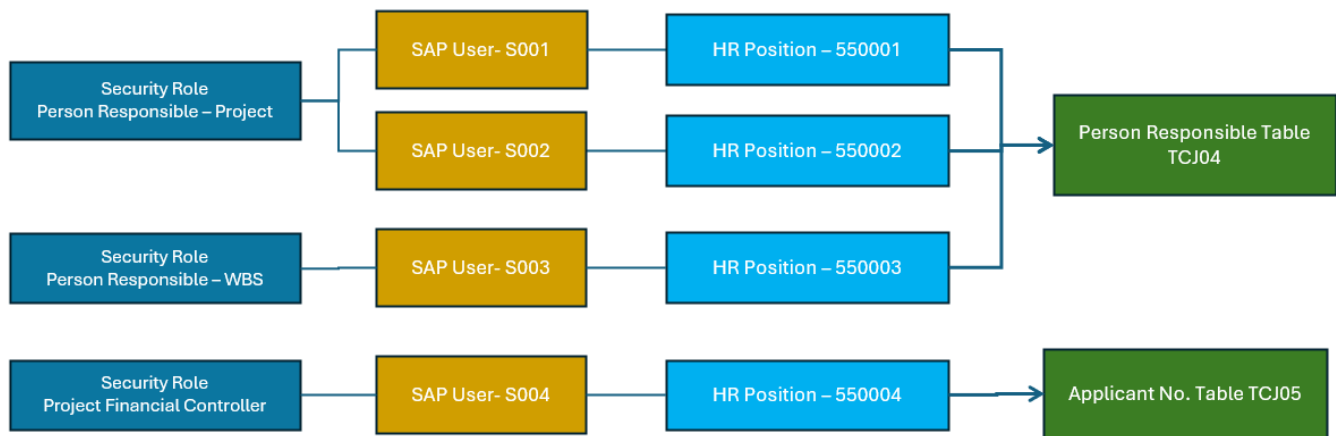 SAP User- S001
HR Position – 550001
Security Role
Person Responsible – Project
SAP User- S002
HR Position – 550002
Person Responsible Table
TCJ04
Security Role
Person Responsible – WBS
SAP User- S003
HR Position – 550003
Security Role
Project Financial Controller
SAP User- S004
HR Position – 550004
Applicant No. Table TCJ05